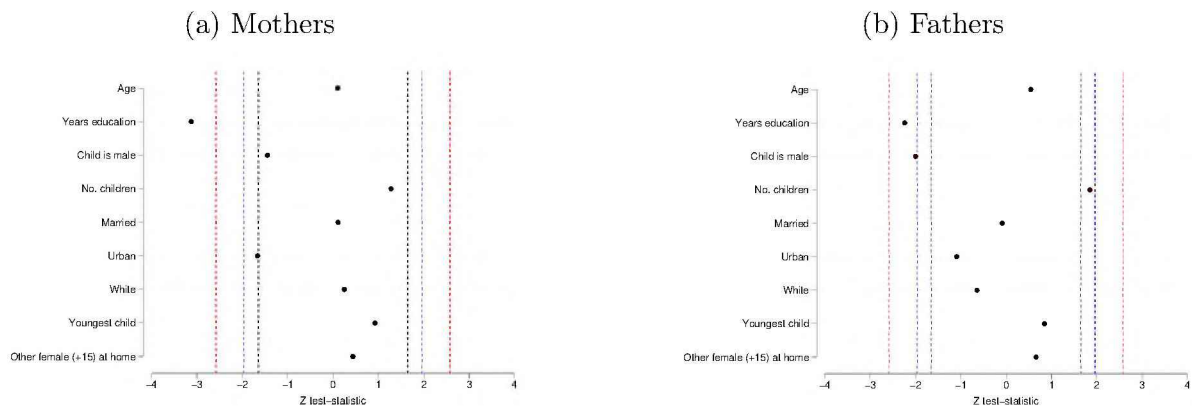 (a) Mothers
Age
Years education
Child is male
No. children
Married
Urban
White
Youngest child
Other female (+15) at home
−4 −3 −2 −1 0 1 2 3 4
Z test−statistic
(b) Fathers
Age
Years education
Child is male
No. children
Married
Urban
White
Youngest child
Other female (+15) at home
−4 −3 −2 −1 0 1 2 3 4
Z test−statistic